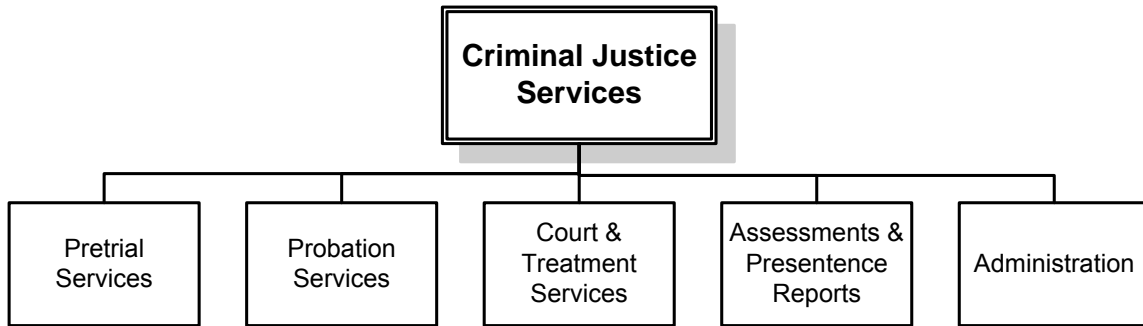 Criminal Justice
Services
Pretrial
Services
Probation
Services
Court &
Treatment
Services
Assessments &
Presentence
Reports
Administration